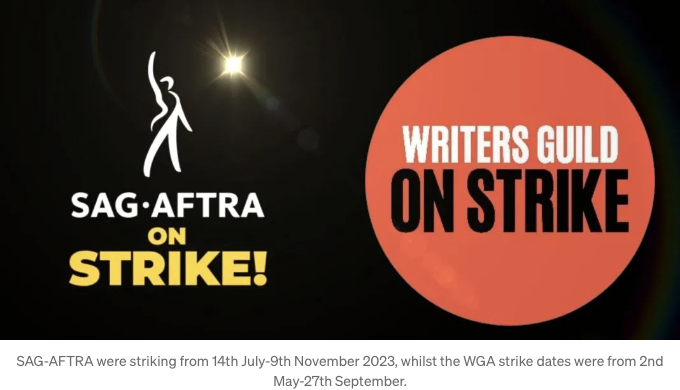 SAG·AFTRA
ON
STRIKE!
WRITERS GUILD
ON STRIKE
SAG-AFTRA were striking from 14th July-9th November 2023, whilst the WGA strike dates were from 2nd
May-27th September.